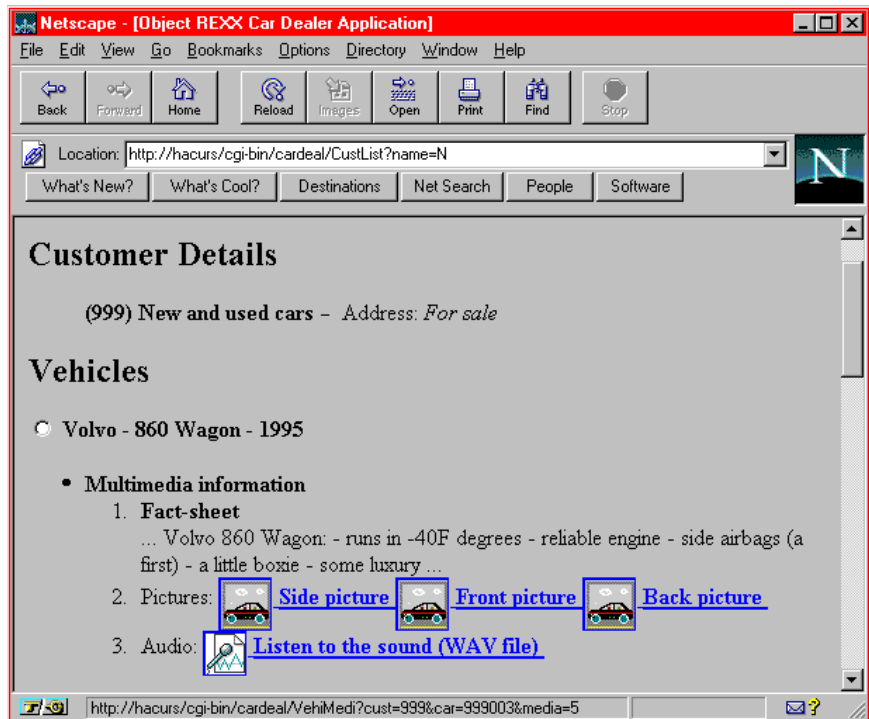 Netscape - [Object REXX Car Dealer Application]
File Edit View Go Bookmarks Options Directory Window Help
Back Forward Home Reload Images Open Print Find Stop
Location: http://hacurs/cgi-bin/cardeal/CustList?name=N
N
What's New? What's Cool? Destinations Net Search People Software
Customer Details
(999) New and used cars – Address: For sale
Vehicles
Volvo - 860 Wagon - 1995
• Multimedia information
1. Fact-sheet
... Volvo 860 Wagon: - runs in -40F degrees - reliable engine - side airbags (a
first) - a little boxie - some luxury ...
2. Pictures: Side picture Front picture Back picture
3. Audio: Listen to the sound (WAV file)
http://hacurs/cgi-bin/cardeal/VehiMedi?cust=999&car=999003&media=5 ?